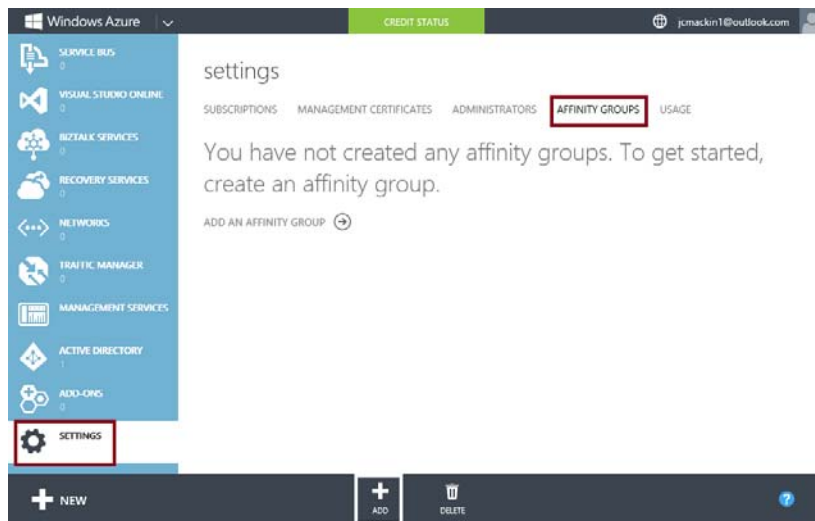 Windows Azure
CREDIT STATUS
jcmackin1@outlook.com
SERVICE BUS
0
VISUAL STUDIO ONLINE
0
BIZTALK SERVICES
0
RECOVERY SERVICES
0
NETWORKS
0
TRAFFIC MANAGER
0
MANAGEMENT SERVICES
ACTIVE DIRECTORY
1
ADD-ONS
0
SETTINGS
settings
SUBSCRIPTIONS MANAGEMENT CERTIFICATES ADMINISTRATORS AFFINITY GROUPS USAGE
You have not created any affinity groups. To get started,
create an affinity group.
ADD AN AFFINITY GROUP
NEW
ADD
DELETE
?